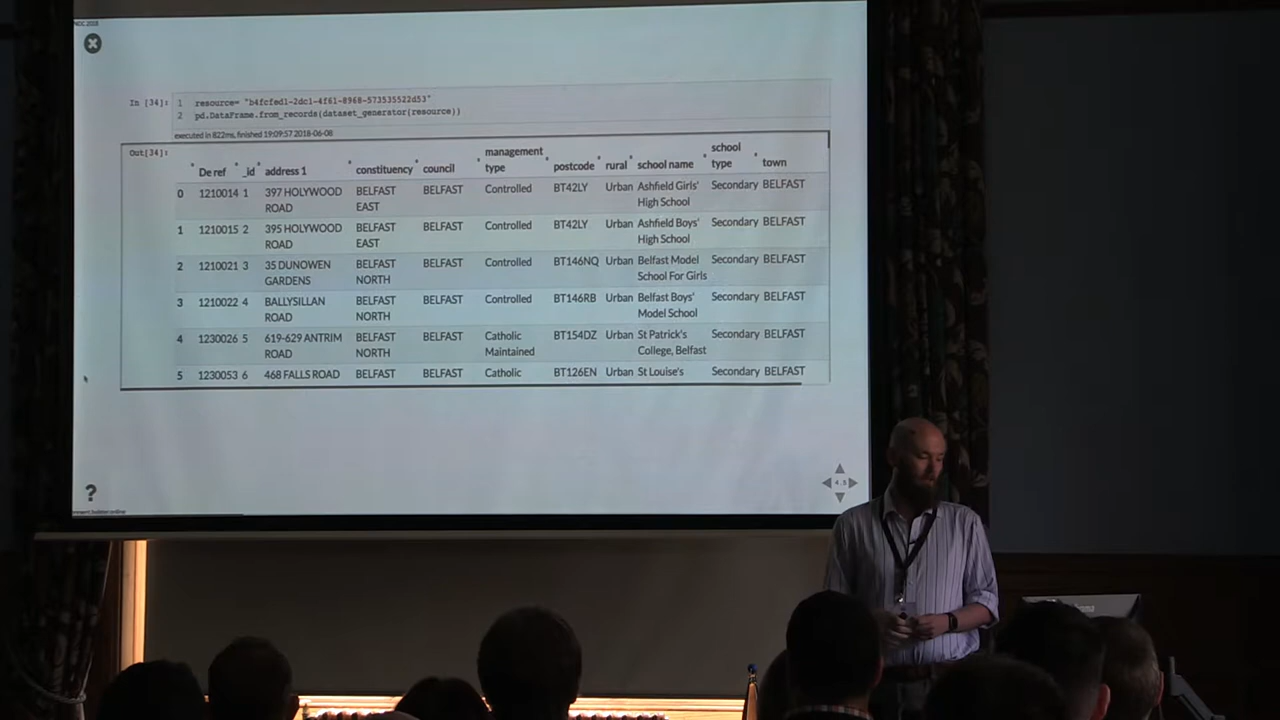 NIDC 2018
In [34]: 1 resource= "b4fcfed1-2dc1-4f61-8968-573535522d53"
2 pd.DataFrame.from_records(dataset_generator(resource))
executed in 822ms, finished 19:09:57 2018-06-08
Out[34]:
De ref _id address 1 constituency council management type postcode rural school name school type town
0 1210014 1 397 HOLYWOOD ROAD BELFAST EAST BELFAST Controlled BT42LY Urban Ashfield Girls' High School Secondary BELFAST
1 1210015 2 395 HOLYWOOD ROAD BELFAST EAST BELFAST Controlled BT42LY Urban Ashfield Boys' High School Secondary BELFAST
2 1210021 3 35 DUNOWEN GARDENS BELFAST NORTH BELFAST Controlled BT146NQ Urban Belfast Model School For Girls Secondary BELFAST
3 1210022 4 BALLYSILLAN ROAD BELFAST NORTH BELFAST Controlled BT146RB Urban Belfast Boys' Model School Secondary BELFAST
4 1230026 5 619-629 ANTRIM ROAD BELFAST NORTH BELFAST Catholic Maintained BT154DZ Urban St Patrick's College, Belfast Secondary BELFAST
5 1230053 6 468 FALLS ROAD BELFAST BELFAST Catholic BT126EN Urban St Louise's Secondary BELFAST
?
4.5